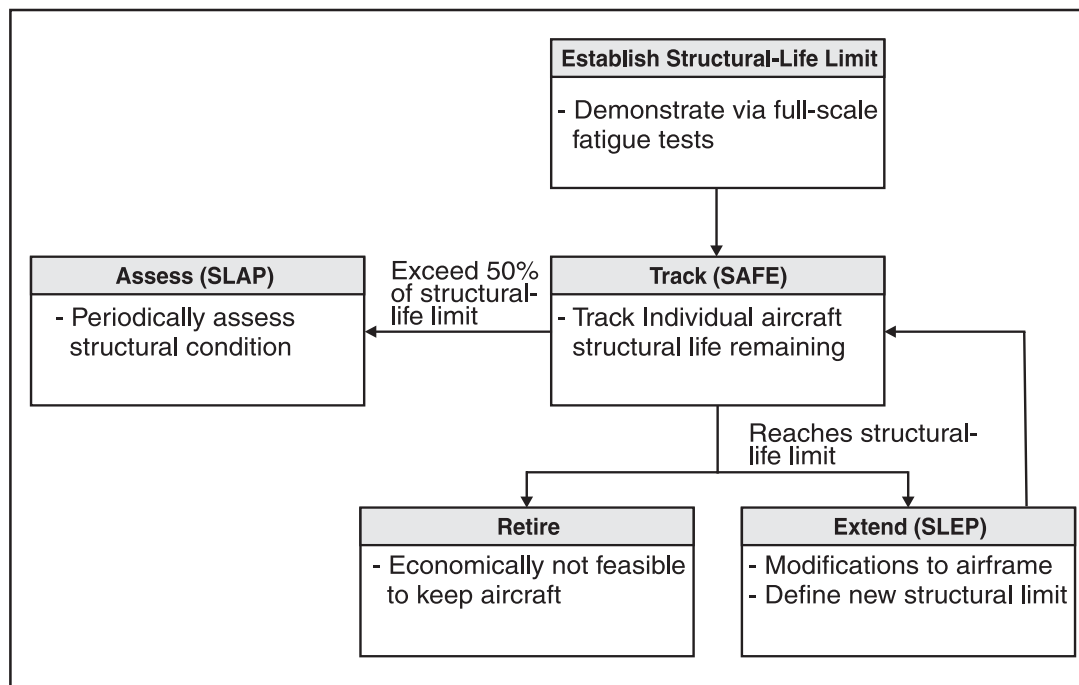 Establish Structural-Life Limit
- Demonstrate via full-scale
fatigue tests
Assess (SLAP)
- Periodically assess
structural condition
Exceed 50%
of structural-
life limit
Track (SAFE)
- Track Individual aircraft
structural life remaining
Reaches structural-
life limit
Retire
- Economically not feasible
to keep aircraft
Extend (SLEP)
- Modifications to airframe
- Define new structural limit